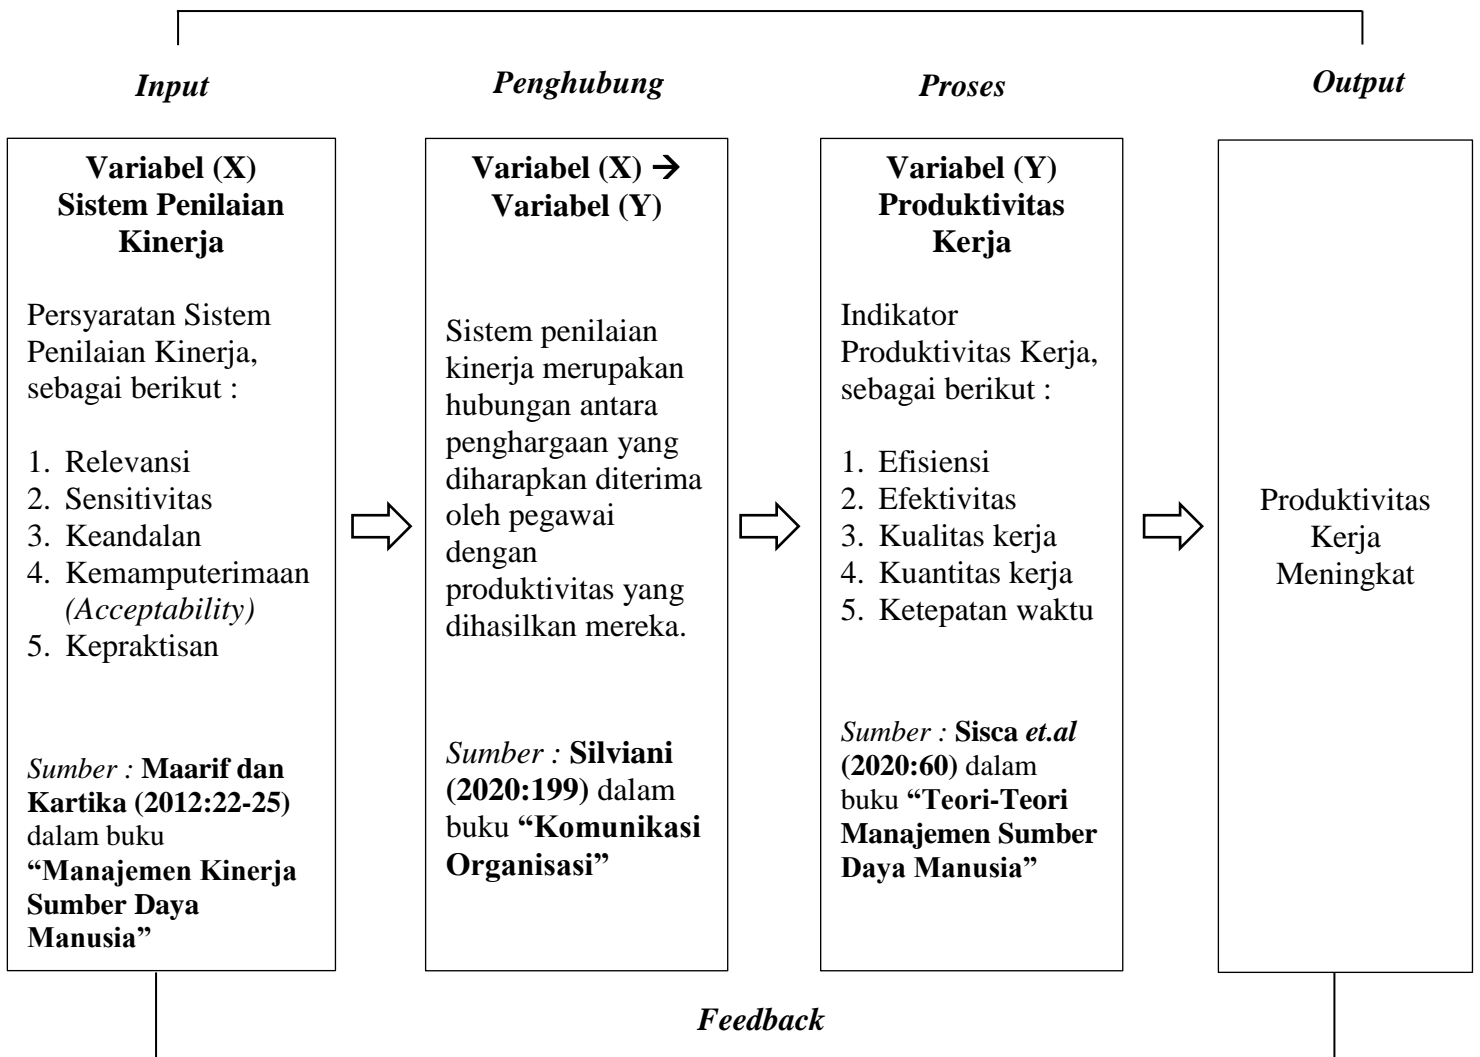 Input
Penghubung
Proses
Output
Variabel (X)
Sistem Penilaian
Kinerja
Persyaratan Sistem
Penilaian Kinerja,
sebagai berikut :
1. Relevansi
2. Sensitivitas
3. Keandalan
4. Kemamputerimaan
(Acceptability)
5. Kepraktisan
Sumber : Maarif dan
Kartika (2012:22-25)
dalam buku
“Manajemen Kinerja
Sumber Daya
Manusia”
Variabel (X) →
Variabel (Y)
Sistem penilaian
kinerja merupakan
hubungan antara
penghargaan yang
diharapkan diterima
oleh pegawai
dengan
produktivitas yang
dihasilkan mereka.
Sumber : Silviani
(2020:199) dalam
buku “Komunikasi
Organisasi”
Variabel (Y)
Produktivitas
Kerja
Indikator
Produktivitas Kerja,
sebagai berikut :
1. Efisiensi
2. Efektivitas
3. Kualitas kerja
4. Kuantitas kerja
5. Ketepatan waktu
Sumber : Sisca et.al
(2020:60) dalam
buku “Teori-Teori
Manajemen Sumber
Daya Manusia”
Produktivitas
Kerja
Meningkat
Feedback